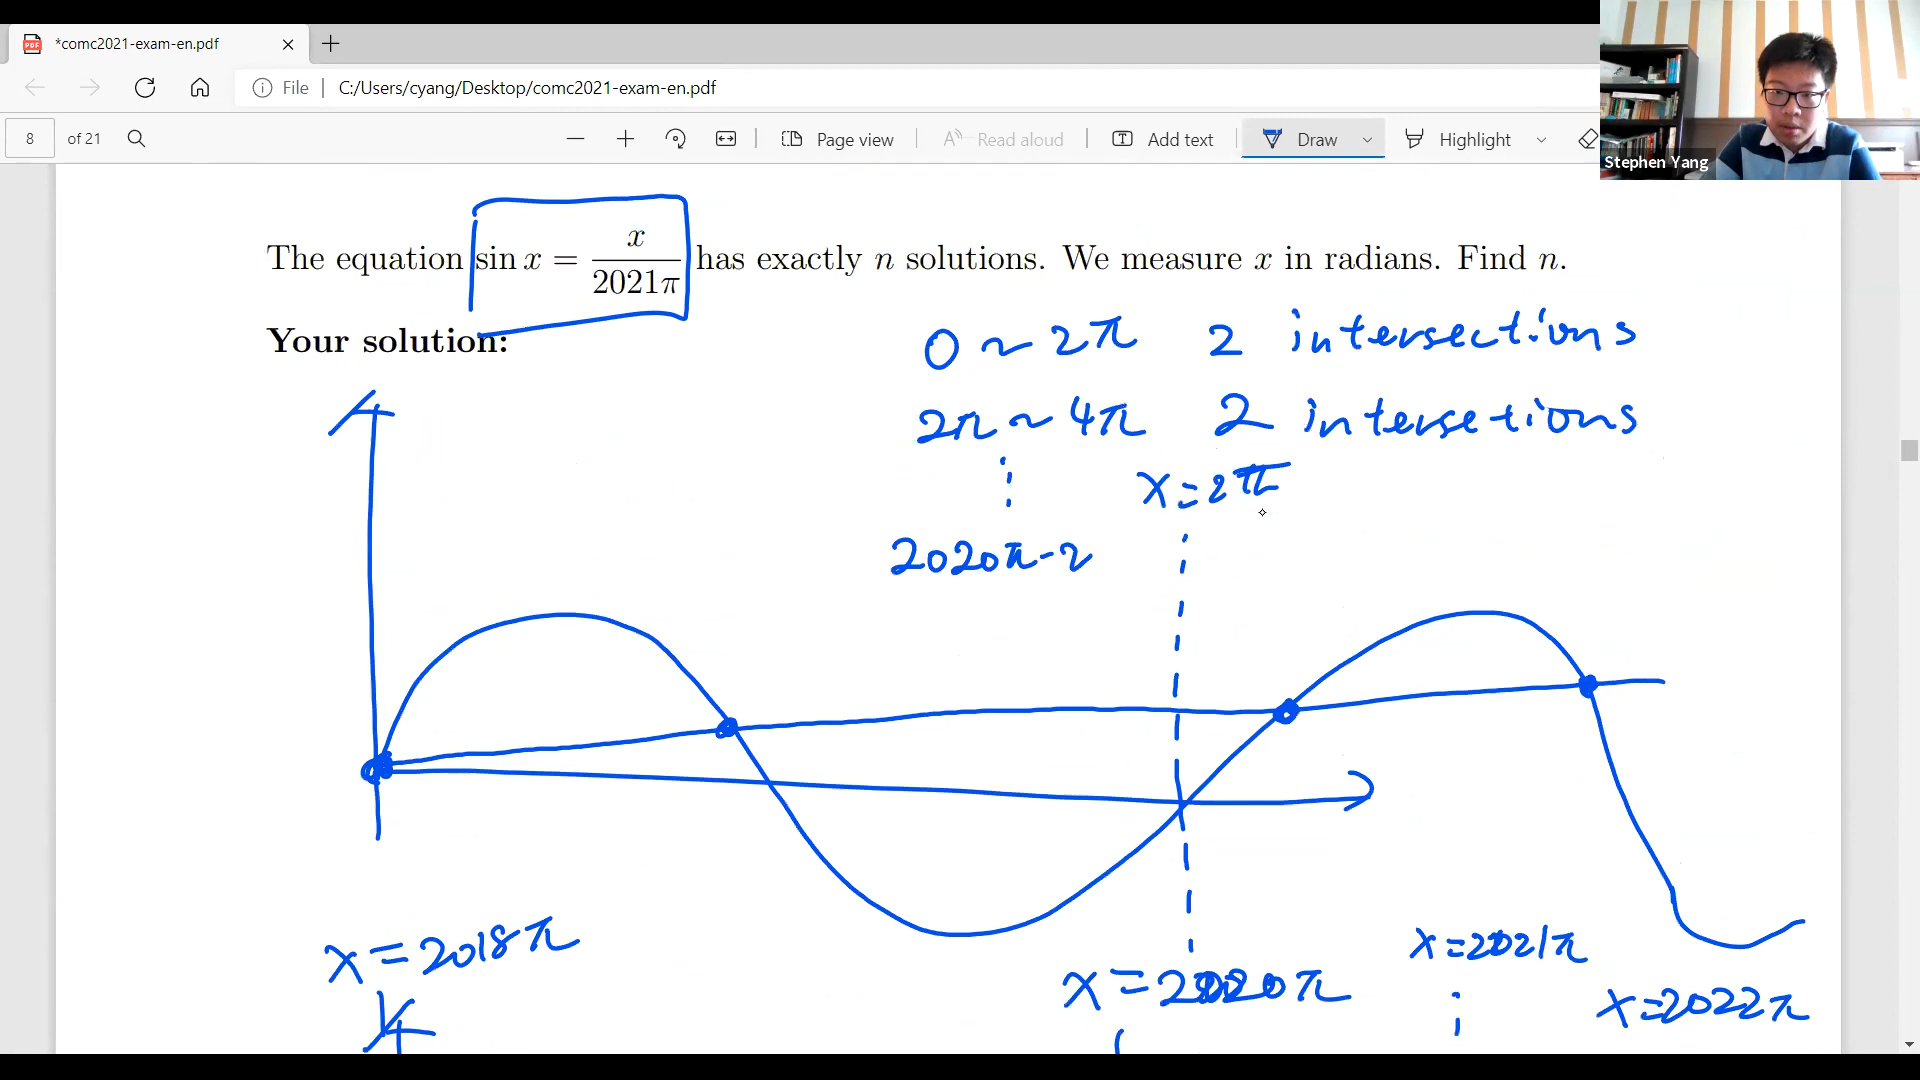 *comc2021-exam-en.pdf
File | C:/Users/cyang/Desktop/comc2021-exam-en.pdf
8 of 21 Page view Read aloud Add text Draw Highlight
Stephen Yang
The equation sin x = x/2021π has exactly n solutions. We measure x in radians. Find n.
Your solution:
0 ~ 2π 2 intersections
2π ~ 4π 2 intersetions
x=2π
2020π-2
x=2018π
x=2021π
x=2020π
x=2022π